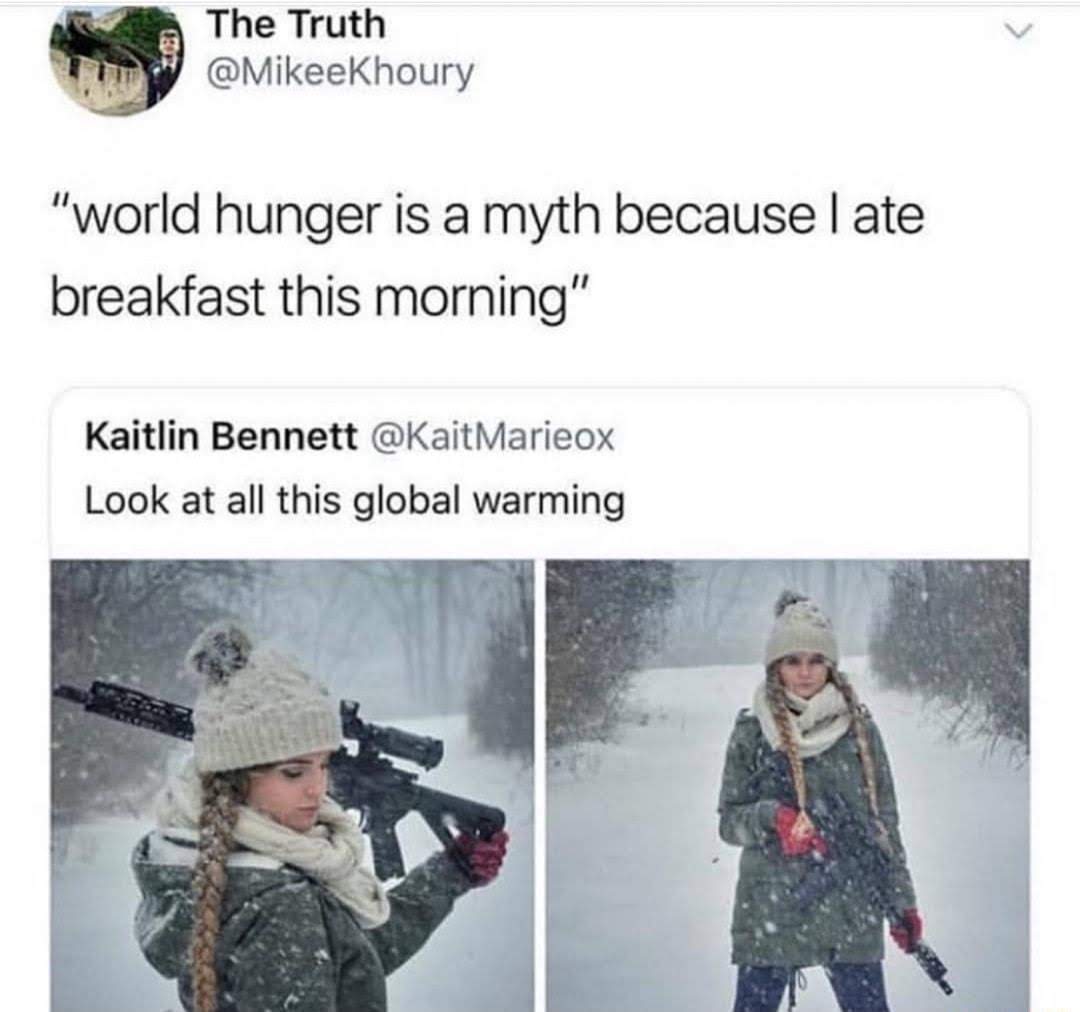 The Truth
@MikeeKhoury
"world hunger is a myth because I ate
breakfast this morning"
Kaitlin Bennett @KaitMarieox
Look at all this global warming